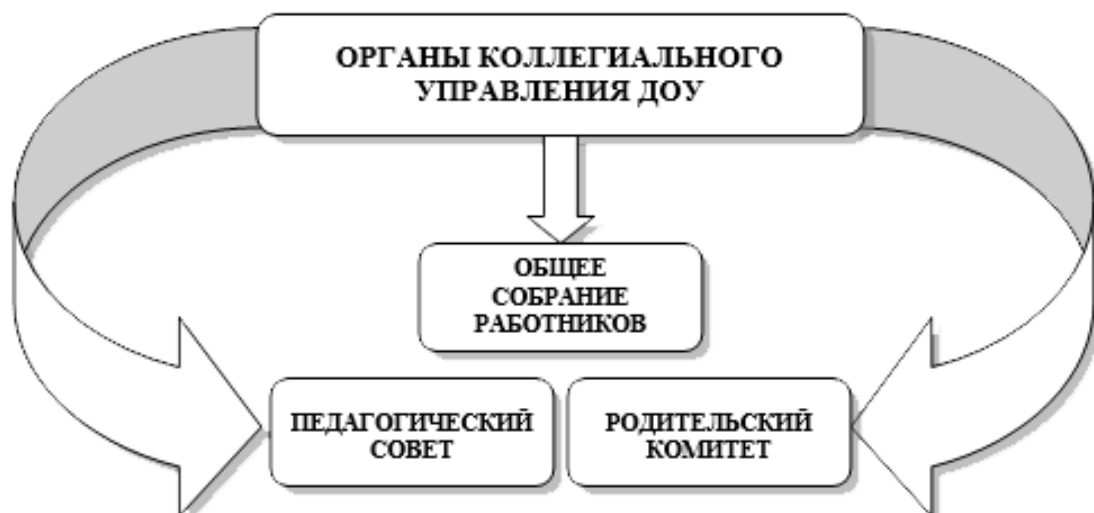 ОРГАНЫ КОЛЛЕГИАЛЬНОГО
УПРАВЛЕНИЯ ДОУ
ОБЩЕЕ
СОБРАНИЕ
РАБОТНИКОВ
ПЕДАГОГИЧЕСКИЙ
СОВЕТ
РОДИТЕЛЬСКИЙ
КОМИТЕТ